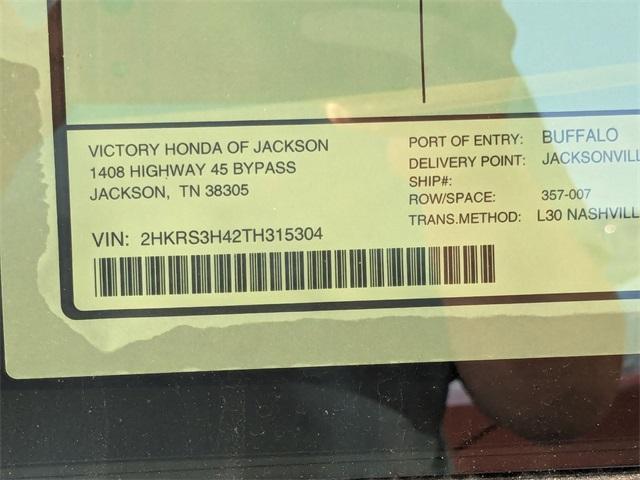 VICTORY HONDA OF JACKSON
1408 HIGHWAY 45 BYPASS
JACKSON, TN 38305
VIN: 2HKRS3H42TH315304
PORT OF ENTRY: BUFFALO
DELIVERY POINT: JACKSONVILL
SHIP#:
ROW/SPACE: 357-007
TRANS.METHOD: L30 NASHVILL